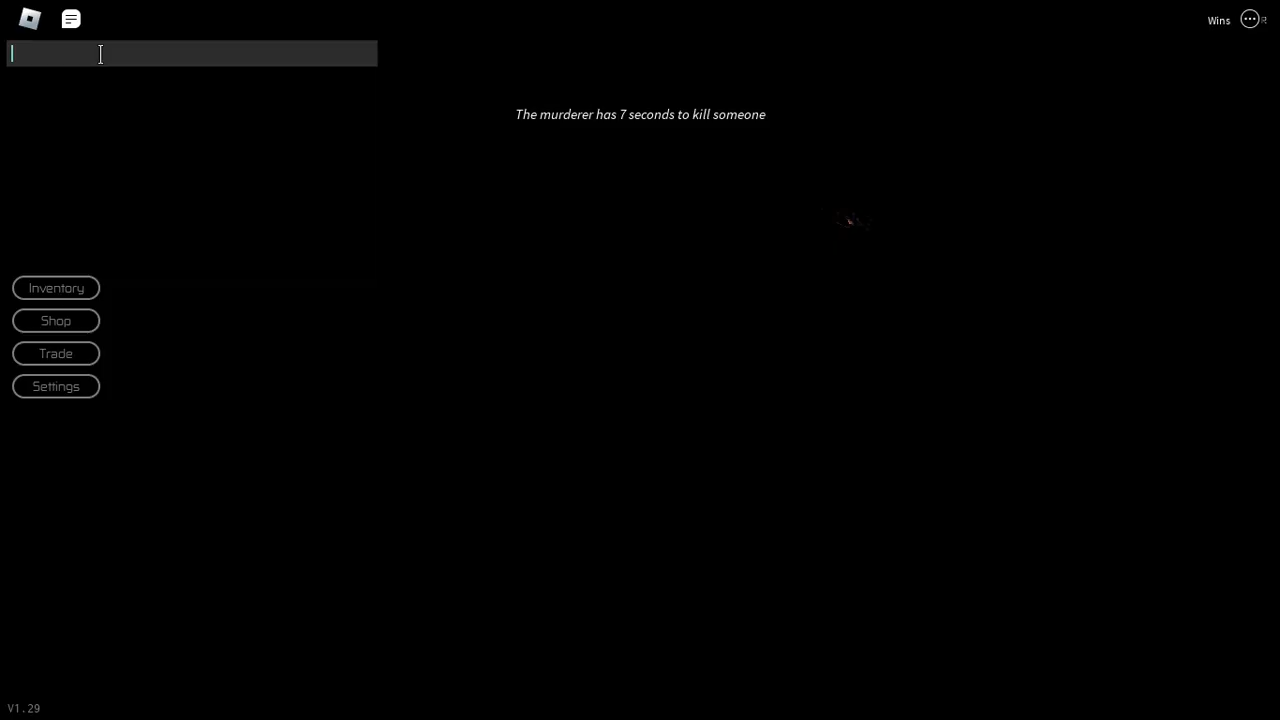 Wins
R
The murderer has 7 seconds to kill someone
Inventory
Shop
Trade
Settings
V1.29